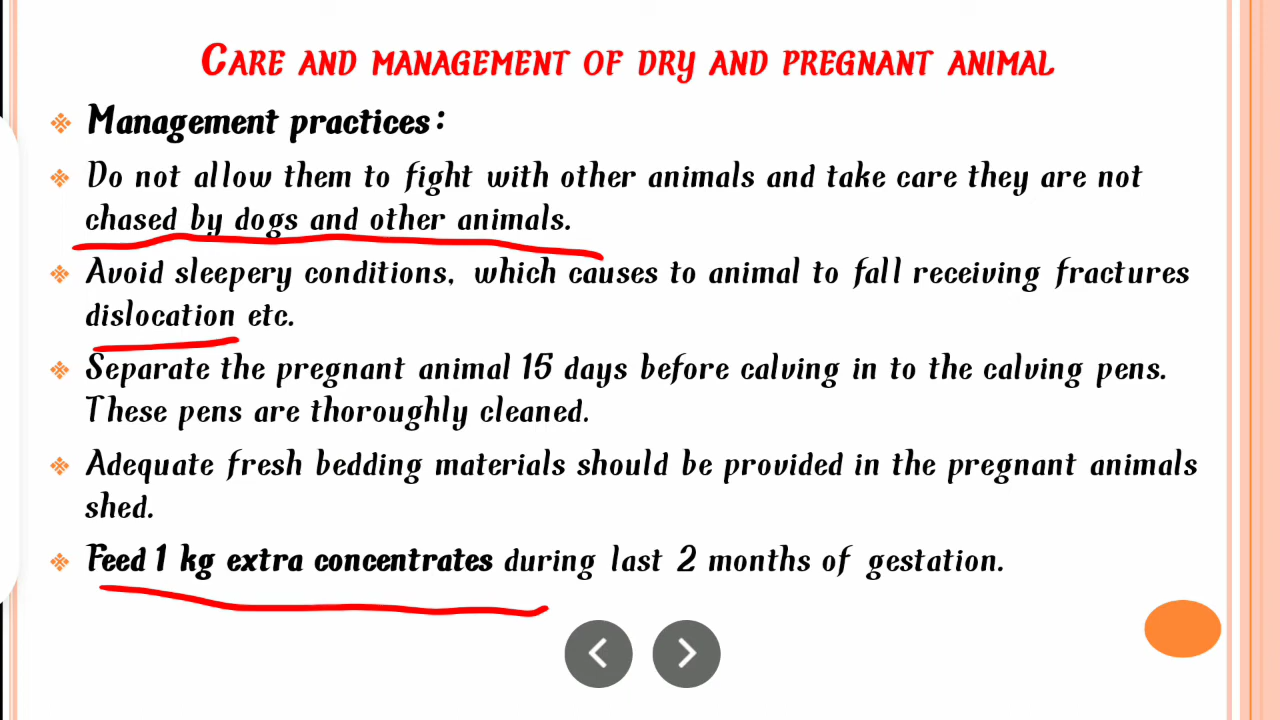 CARE AND MANAGEMENT OF DRY AND PREGNANT ANIMAL
Management practices:
Do not allow them to fight with other animals and take care they are not
chased by dogs and other animals.
Avoid sleepery conditions, which causes to animal to fall receiving fractures
dislocation etc.
Separate the pregnant animal 15 days before calving in to the calving pens.
These pens are thoroughly cleaned.
Adequate fresh bedding materials should be provided in the pregnant animals
shed.
Feed 1 kg extra concentrates during last 2 months of gestation.